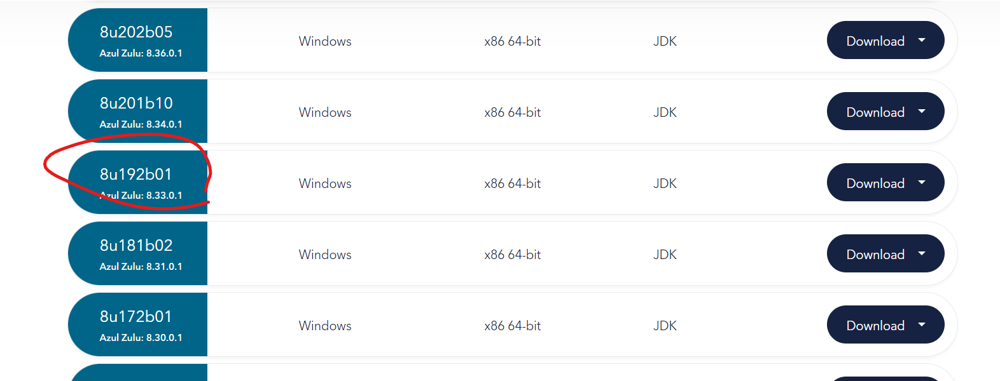 8u202b05
Azul Zulu: 8.36.0.1
Windows
x86 64-bit
JDK
Download
8u201b10
Azul Zulu: 8.34.0.1
Windows
x86 64-bit
JDK
Download
8u192b01
Azul Zulu: 8.33.0.1
Windows
x86 64-bit
JDK
Download
8u181b02
Azul Zulu: 8.31.0.1
Windows
x86 64-bit
JDK
Download
8u172b01
Azul Zulu: 8.30.0.1
Windows
x86 64-bit
JDK
Download